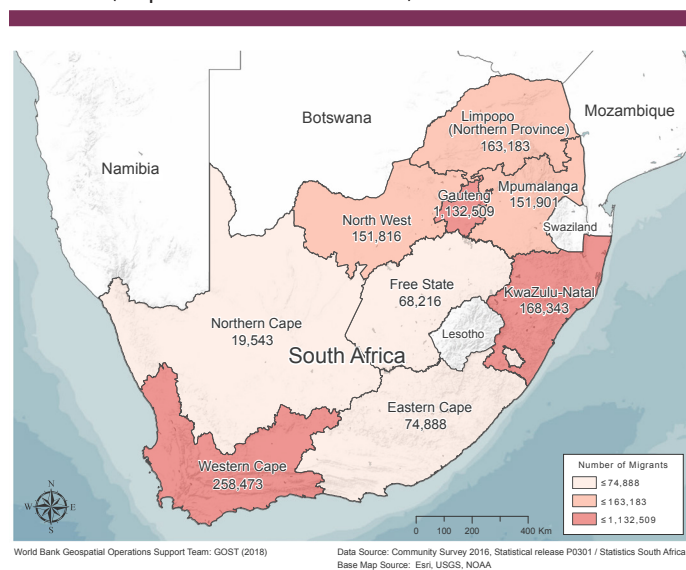 Mozambique
Botswana
Limpopo
(Northern Province)
163,183
Namibia
Mpumalanga
151,901
Gauteng
1,132,509
North West
151,816
Swaziland
Free State
68,216
KwaZulu-Natal
168,343
Northern Cape
19,543
Lesotho
South Africa
Eastern Cape
74,888
Western Cape
258,473
Number of Migrants
≤74,888
≤163,183
≤1,132,509
N
W E
S
0 200 400 Km
World Bank Geospatial Operations Support Team: GOST (2018)
Data Source: Community Survey 2016, Statistical release P0301 / Statistics South Africa
Base Map Source: Esri, USGS, NOAA